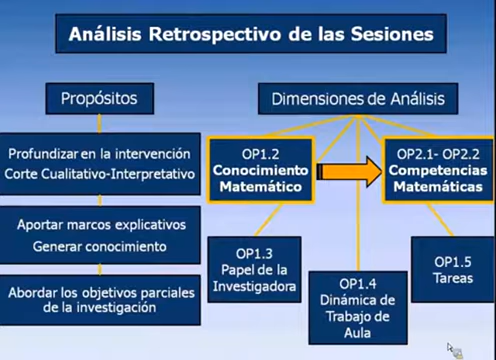 Análisis Retrospectivo de las Sesiones
Propósitos
Profundizar en la intervención
Corte Cualitativo-Interpretativo
Aportar marcos explicativos
Generar conocimiento
Abordar los objetivos parciales
de la investigación
Dimensiones de Análisis
OP1.2
Conocimiento
Matemático
OP2.1- OP2.2
Competencias
Matemáticas
OP1.3
Papel de la
Investigadora
OP1.4
Dinámica de
Trabajo de
Aula
OP1.5
Tareas